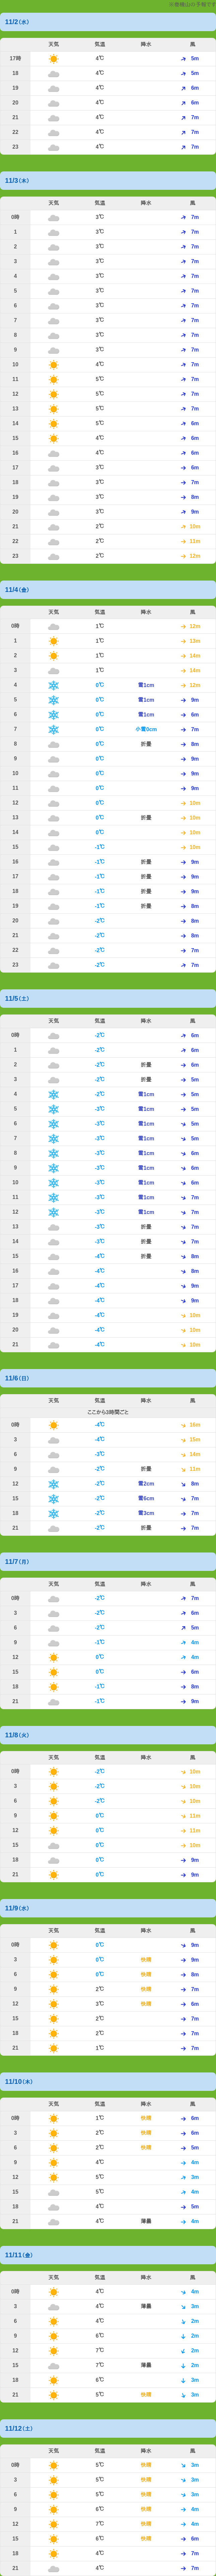 11/2(水)
天気 気温 降水 風
17時 4℃ 5m
18 4℃ 5m
19 4℃ 6m
20 4℃ 6m
21 4℃ 7m
22 4℃ 7m
23 4℃ 7m
11/3(木)
天気 気温 降水 風
0時 3℃ 7m
1 3℃ 7m
2 3℃ 7m
3 3℃ 7m
4 3℃ 7m
5 3℃ 7m
6 3℃ 7m
7 3℃ 7m
8 3℃ 7m
9 3℃ 7m
10 4℃ 7m
11 5℃ 7m
12 5℃ 7m
13 5℃ 7m
14 5℃ 6m
15 4℃ 6m
16 4℃ 6m
17 3℃ 6m
18 3℃ 7m
19 3℃ 8m
20 3℃ 9m
21 2℃ 10m
22 2℃ 11m
23 2℃ 12m
11/4(金)
天気 気温 降水 風
0時 1℃ 12m
1 1℃ 13m
2 1℃ 14m
3 1℃ 14m
4 0℃ 雪1cm 12m
5 0℃ 雪1cm 9m
6 0℃ 雪1cm 6m
7 0℃ 小雪0cm 7m
8 0℃ 折曇 8m
9 0℃ 9m
10 0℃ 9m
11 0℃ 9m
12 0℃ 10m
13 0℃ 折曇 10m
14 0℃ 10m
15 -1℃ 10m
16 -1℃ 折曇 9m
17 -1℃ 折曇 9m
18 -1℃ 折曇 9m
19 -1℃ 折曇 8m
20 -2℃ 8m
21 -2℃ 8m
22 -2℃ 7m
23 -2℃ 7m
11/5(土)
天気 気温 降水 風
0時 -2℃ 6m
1 -2℃ 6m
2 -2℃ 折曇 6m
3 -2℃ 折曇 5m
4 -2℃ 雪1cm 5m
5 -3℃ 雪1cm 5m
6 -3℃ 雪1cm 5m
7 -3℃ 雪1cm 5m
8 -3℃ 雪1cm 6m
9 -3℃ 雪1cm 6m
10 -3℃ 雪1cm 6m
11 -3℃ 雪1cm 7m
12 -3℃ 雪1cm 7m
13 -3℃ 折曇 7m
14 -3℃ 折曇 7m
15 -4℃ 折曇 8m
16 -4℃ 8m
17 -4℃ 9m
18 -4℃ 9m
19 -4℃ 10m
20 -4℃ 10m
21 -4℃ 10m
11/6(日)
天気 気温 降水 風
ここから3時間ごと
0時 -4℃ 16m
3 -4℃ 15m
6 -3℃ 14m
9 -2℃ 折曇 11m
12 -2℃ 雪2cm 8m
15 -2℃ 雪6cm 7m
18 -2℃ 雪3cm 7m
21 -2℃ 折曇 7m
11/7(月)
天気 気温 降水 風
0時 -2℃ 7m
3 -2℃ 6m
6 -2℃ 5m
9 -1℃ 4m
12 0℃ 4m
15 0℃ 6m
18 -1℃ 8m
21 -1℃ 9m
11/8(火)
天気 気温 降水 風
0時 -2℃ 10m
3 -2℃ 10m
6 -2℃ 10m
9 0℃ 11m
12 0℃ 11m
15 0℃ 10m
18 0℃ 9m
21 0℃ 9m
11/9(水)
天気 気温 降水 風
0時 0℃ 9m
3 0℃ 快晴 9m
6 0℃ 快晴 8m
9 2℃ 快晴 7m
12 3℃ 快晴 6m
15 2℃ 7m
18 2℃ 7m
21 1℃ 7m
11/10(木)
天気 気温 降水 風
0時 1℃ 快晴 6m
3 2℃ 快晴 6m
6 2℃ 快晴 5m
9 4℃ 4m
12 5℃ 3m
15 5℃ 4m
18 4℃ 5m
21 4℃ 薄曇 4m
11/11(金)
天気 気温 降水 風
0時 4℃ 4m
3 4℃ 薄曇 3m
6 4℃ 2m
9 6℃ 2m
12 7℃ 2m
15 7℃ 薄曇 2m
18 6℃ 3m
21 5℃ 快晴 3m
11/12(土)
天気 気温 降水 風
0時 5℃ 快晴 3m
3 5℃ 快晴 3m
6 5℃ 快晴 3m
9 6℃ 快晴 4m
12 7℃ 快晴 4m
15 6℃ 快晴 6m
18 4℃ 7m
21 4℃ 7m